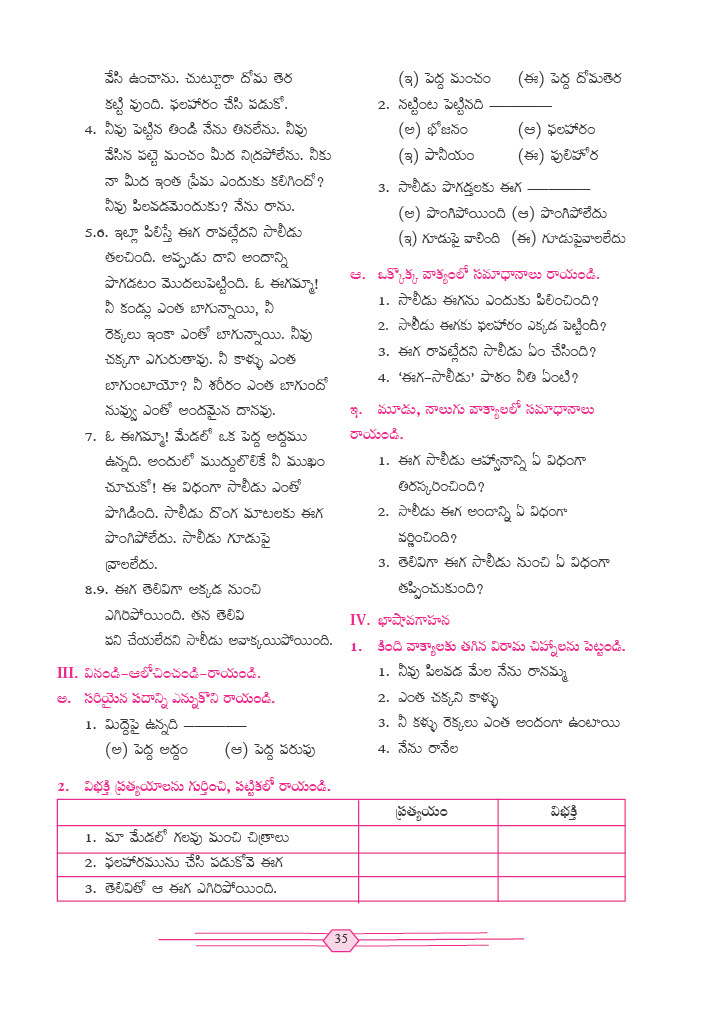 వేసి ఉంచాను. చుట్టూరా దోమ తెర
కట్టి వుంది. ఫలహారం చేసి పడుకో.
4. నీవు పెట్టిన తిండి నేను తినలేను. నీవు
వేసిన పట్టె మంచం మీద నిద్రపోలేను. నీకు
నా మీద ఇంత ప్రేమ ఎందుకు కలిగిందో?
నీవు పిలవడమెందుకు? నేను రాను.
5.6. ఇట్లా పిలిస్తే ఈగ రావట్లేదని సాలీడు
తలచింది. అప్పుడు దాని అందాన్ని
పొగడటం మొదలుపెట్టింది. ఓ ఈగమ్మా!
నీ కండ్లు ఎంత బాగున్నాయి, నీ
రెక్కలు ఇంకా ఎంతో బాగున్నాయి. నీవు
చక్కగా ఎగురుతావు. నీ కాళ్ళు ఎంత
బాగుంటాయో? నీ శరీరం ఎంత బాగుందో
నువ్వు ఎంతో అందమైన దానవు.
7. ఓ ఈగమ్మా! మేడలో ఒక పెద్ద అద్దము
ఉన్నది. అందులో ముద్దులొలికే నీ ముఖం
చూచుకో! ఈ విధంగా సాలీడు ఎంతో
పొగిడింది. సాలీడు దొంగ మాటలకు ఈగ
పొంగిపోలేదు. సాలీడు గూడుపై
వ్రాలలేదు.
8.9. ఈగ తెలివిగా అక్కడ నుంచి
ఎగిరిపోయింది. తన తెలివి
పని చేయలేదని సాలీడు అవాక్కయిపోయింది.
III. వినండి-ఆలోచించండి-రాయండి.
అ. సరియైన పదాన్ని ఎన్నుకొని రాయండి.
1. మిద్దెపై ఉన్నది ————
(అ) పెద్ద అద్దం (ఆ) పెద్ద పరుపు
(ఇ) పెద్ద మంచం (ఈ) పెద్ద దోమతెర
2. నట్టింట పెట్టినది ————
(అ) భోజనం (ఆ) ఫలహారం
(ఇ) పానీయం (ఈ) పులిహోర
3. సాలీడు పొగడ్తలకు ఈగ ————
(అ) పొంగిపోయింది (ఆ) పొంగిపోలేదు
(ఇ) గూడుపై వాలింది (ఈ) గూడుపైవాలలేదు
ఆ. ఒక్కొక్క వాక్యంలో సమాధానాలు రాయండి.
1. సాలీడు ఈగను ఎందుకు పిలించింది?
2. సాలీడు ఈగకు ఫలహారం ఎక్కడ పెట్టింది?
3. ఈగ రావట్లేదని సాలీడు ఏం చేసింది?
4. 'ఈగ-సాలీడు' పాఠం నీతి ఏంటి?
ఇ. మూడు, నాలుగు వాక్యాలలో సమాధానాలు
రాయండి.
1. ఈగ సాలీడు ఆహ్వానాన్ని ఏ విధంగా
తిరస్కరించింది?
2. సాలీడు ఈగ అందాన్ని ఏ విధంగా
వర్ణించింది?
3. తెలివిగా ఈగ సాలీడు నుంచి ఏ విధంగా
తప్పించుకుంది?
IV. భాషావగాహన
1. కింది వాక్యాలకు తగిన విరామ చిహ్నాలను పెట్టండి.
1. నీవు పిలవడ మేల నేను రానమ్మ
2. ఎంత చక్కని కాళ్ళు
3. నీ కళ్ళు రెక్కలు ఎంత అందంగా ఉంటాయి
4. నేను రానేల
2. విభక్తి ప్రత్యయాలను గుర్తించి, పట్టికలో రాయండి.
ప్రత్యయం విభక్తి
1. మా మేడలో గలవు మంచి చిత్రాలు
2. ఫలహారమును చేసి పడుకోవె ఈగ
3. తెలివితో ఆ ఈగ ఎగిరిపోయింది.
35